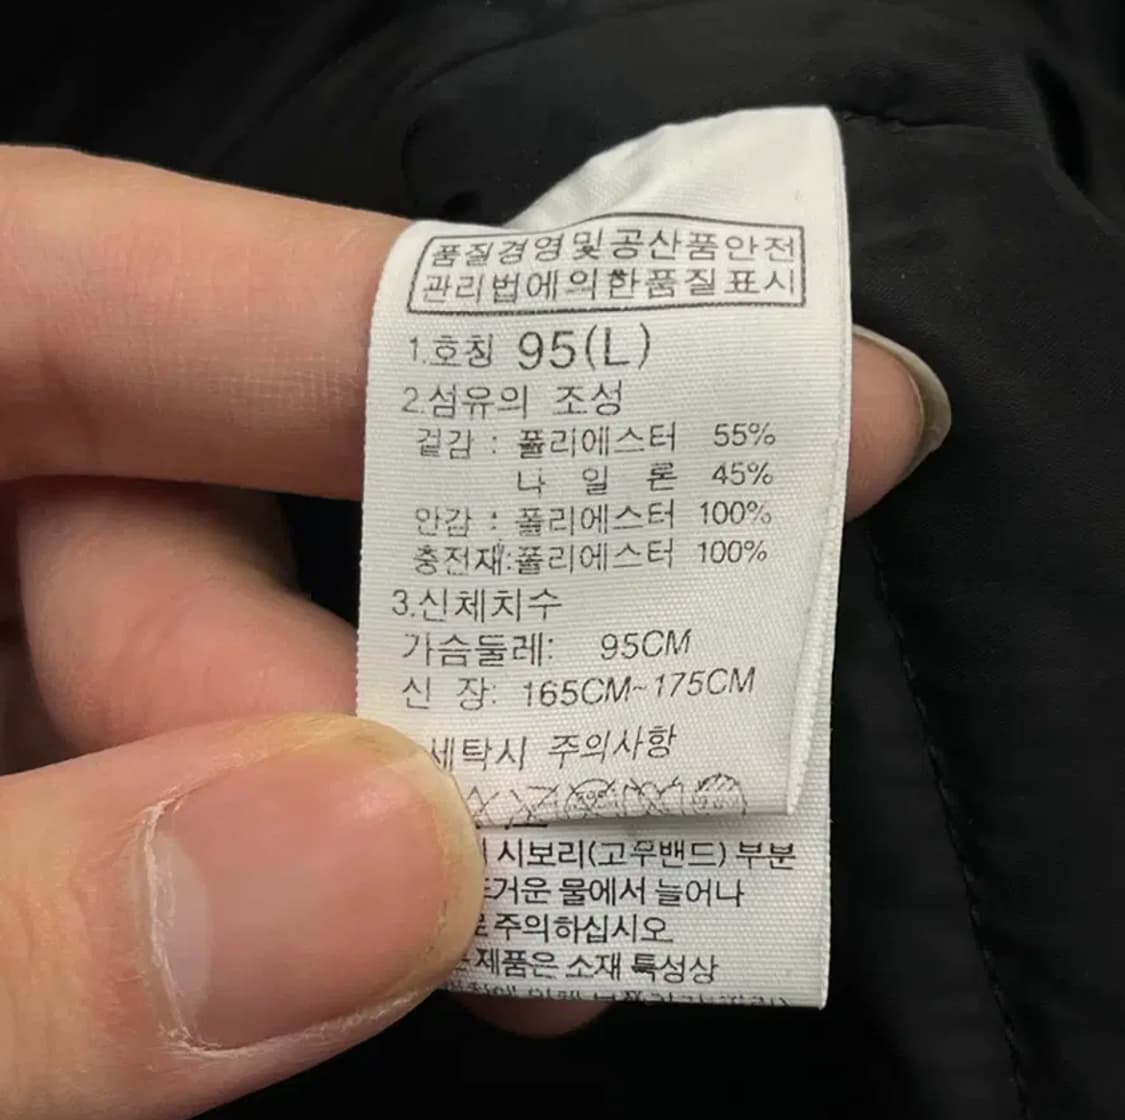 품질경영및공산품안전
관리법에의한품질표시
1.호칭 95(L)
2.섬유의 조성
겉감 : 폴리에스터 55%
나 일 론 45%
안감 : 폴리에스터 100%
충전재:폴리에스터 100%
3.신체치수
가슴둘레: 95CM
신 장: 165CM~175CM
세탁시 주의사항
시보리(고무밴드) 부분
물에서 늘어나
주의하십시오
제품은 소재 특성상